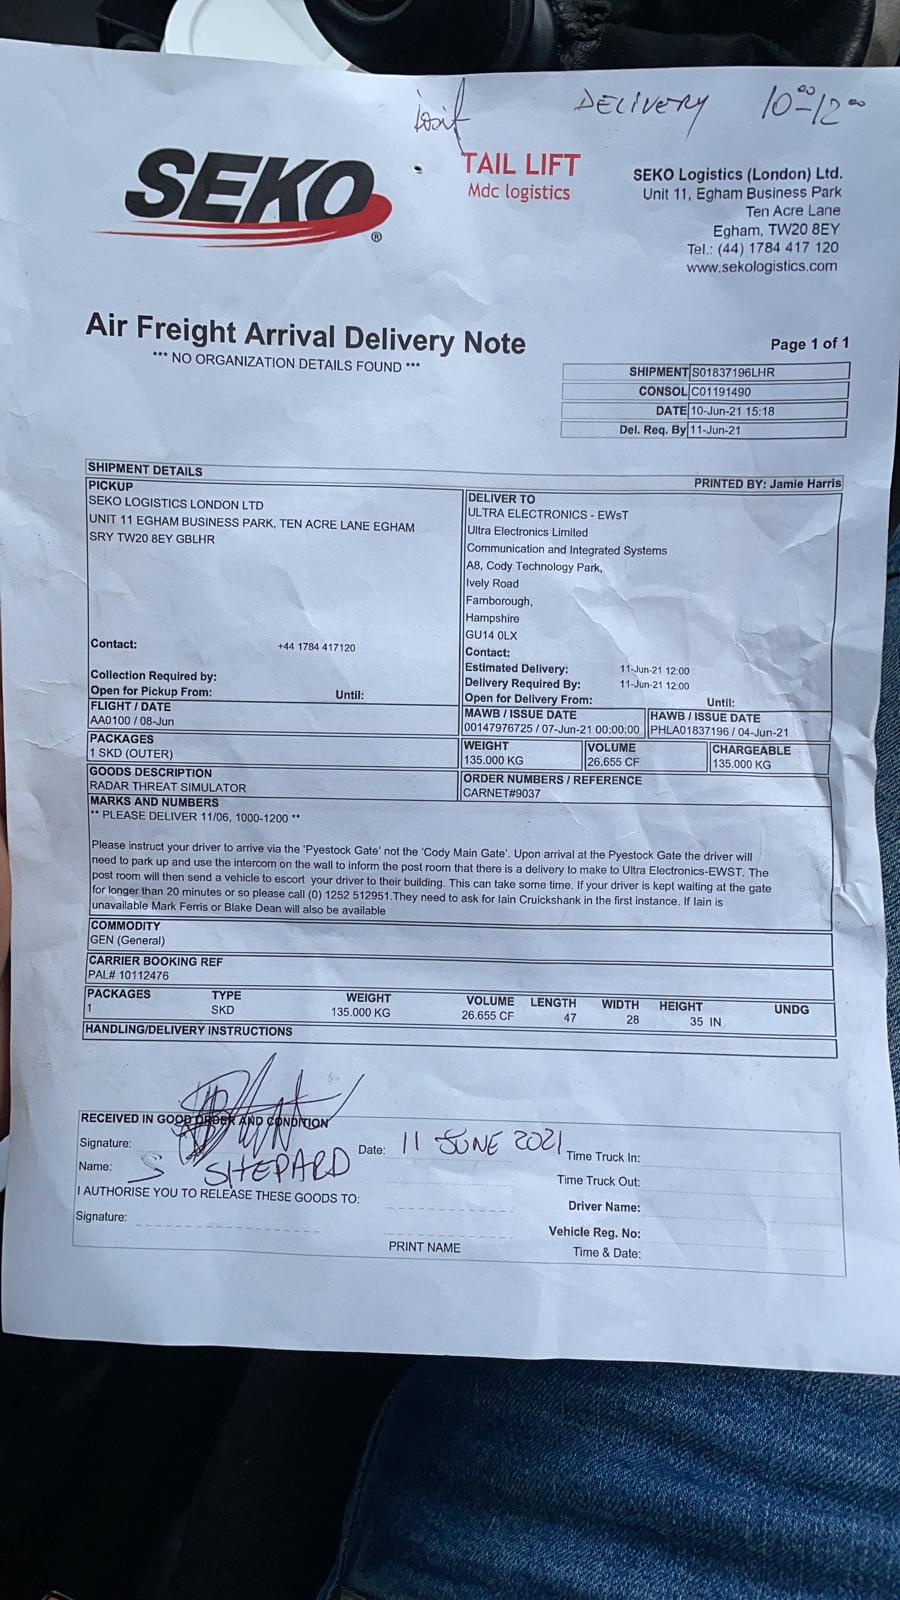 iosif DELIVERY 10⁰⁰-12⁰⁰
SEKO
®
TAIL LIFT
Mdc logistics
SEKO Logistics (London) Ltd.
Unit 11, Egham Business Park
Ten Acre Lane
Egham, TW20 8EY
Tel.: (44) 1784 417 120
www.sekologistics.com
Air Freight Arrival Delivery Note
*** NO ORGANIZATION DETAILS FOUND ***
Page 1 of 1
SHIPMENT S01837196LHR
CONSOL C01191490
DATE 10-Jun-21 15:18
Del. Req. By 11-Jun-21
SHIPMENT DETAILS
PRINTED BY: Jamie Harris
PICKUP
SEKO LOGISTICS LONDON LTD
UNIT 11 EGHAM BUSINESS PARK, TEN ACRE LANE EGHAM
SRY TW20 8EY GBLHR
Contact: +44 1784 417120
Collection Required by:
Open for Pickup From: Until:
DELIVER TO
ULTRA ELECTRONICS - EWsT
Ultra Electronics Limited
Communication and Integrated Systems
A8, Cody Technology Park,
Ively Road
Farnborough,
Hampshire
GU14 0LX
Contact:
Estimated Delivery: 11-Jun-21 12:00
Delivery Required By: 11-Jun-21 12:00
Open for Delivery From: Until:
FLIGHT / DATE
AA0100 / 08-Jun
MAWB / ISSUE DATE HAWB / ISSUE DATE
00147976725 / 07-Jun-21 00:00:00 PHLA01837196 / 04-Jun-21
PACKAGES
1 SKD (OUTER)
WEIGHT VOLUME CHARGEABLE
135.000 KG 26.655 CF 135.000 KG
GOODS DESCRIPTION
RADAR THREAT SIMULATOR
ORDER NUMBERS / REFERENCE
CARNET#9037
MARKS AND NUMBERS
** PLEASE DELIVER 11/06, 1000-1200 **
Please instruct your driver to arrive via the 'Pyestock Gate' not the 'Cody Main Gate'. Upon arrival at the Pyestock Gate the driver will
need to park up and use the intercom on the wall to inform the post room that there is a delivery to make to Ultra Electronics-EWST. The
post room will then send a vehicle to escort your driver to their building. This can take some time. If your driver is kept waiting at the gate
for longer than 20 minutes or so please call (0) 1252 512951.They need to ask for Iain Cruickshank in the first instance. If Iain is
unavailable Mark Ferris or Blake Dean will also be available
COMMODITY
GEN (General)
CARRIER BOOKING REF
PAL# 10112476
PACKAGES TYPE WEIGHT VOLUME LENGTH WIDTH HEIGHT UNDG
1 SKD 135.000 KG 26.655 CF 47 28 35 IN
HANDLING/DELIVERY INSTRUCTIONS
RECEIVED IN GOOD ORDER AND CONDITION
Signature: Date: 11 JUNE 2021 Time Truck In:
Name: S SHEPARD Time Truck Out:
I AUTHORISE YOU TO RELEASE THESE GOODS TO: Driver Name:
Signature: Vehicle Reg. No:
PRINT NAME Time & Date: